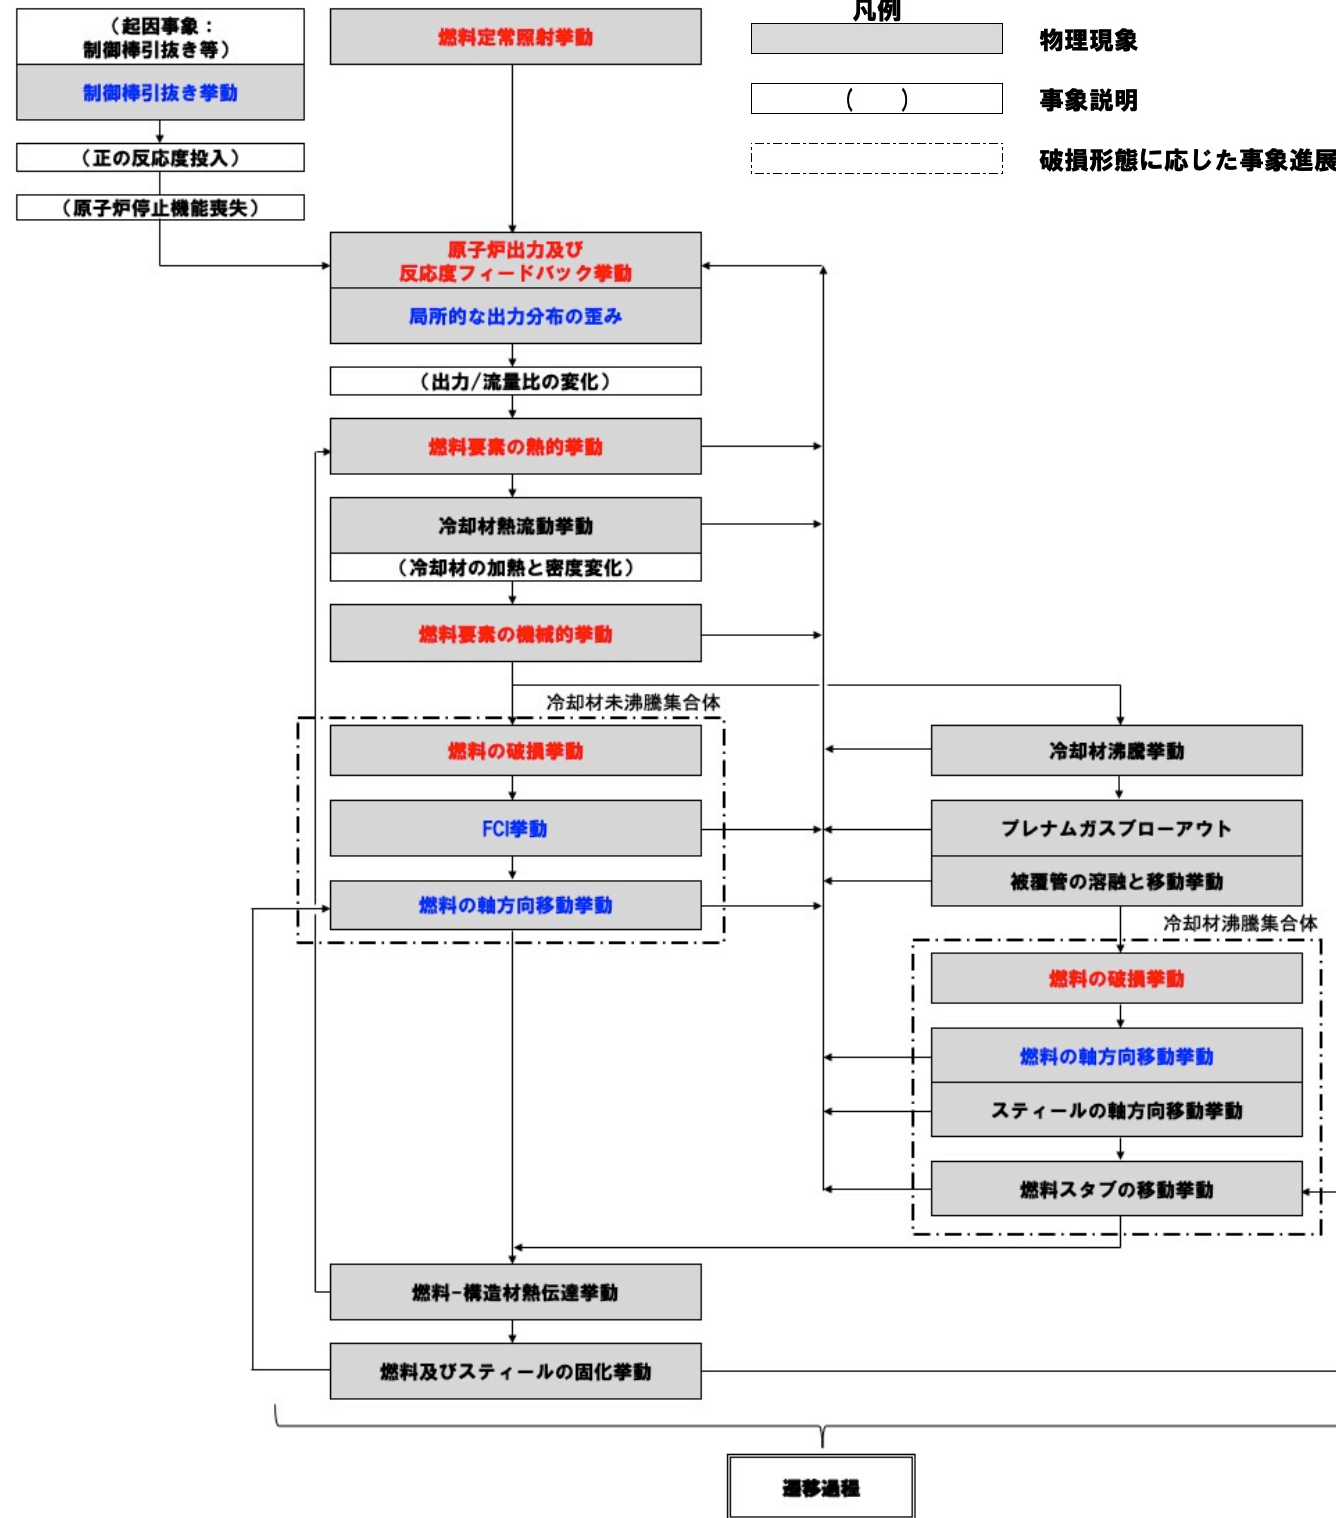 (起因事象：
制御棒引抜き等)
制御棒引抜き挙動
(正の反応度投入)
(原子炉停止機能喪失)
燃料定常照射挙動
凡例
物理現象
(　　)
事象説明
破損形態に応じた事象進展
原子炉出力及び
反応度フィードバック挙動
局所的な出力分布の歪み
(出力/流量比の変化)
燃料要素の熱的挙動
冷却材熱流動挙動
(冷却材の加熱と密度変化)
燃料要素の機械的挙動
冷却材未沸騰集合体
燃料の破損挙動
FCI挙動
燃料の軸方向移動挙動
冷却材沸騰挙動
プレナムガスブローアウト
被覆管の溶融と移動挙動
冷却材沸騰集合体
燃料の破損挙動
燃料の軸方向移動挙動
スティールの軸方向移動挙動
燃料スタブの移動挙動
燃料-構造材熱伝達挙動
燃料及びスティールの固化挙動
遷移過程